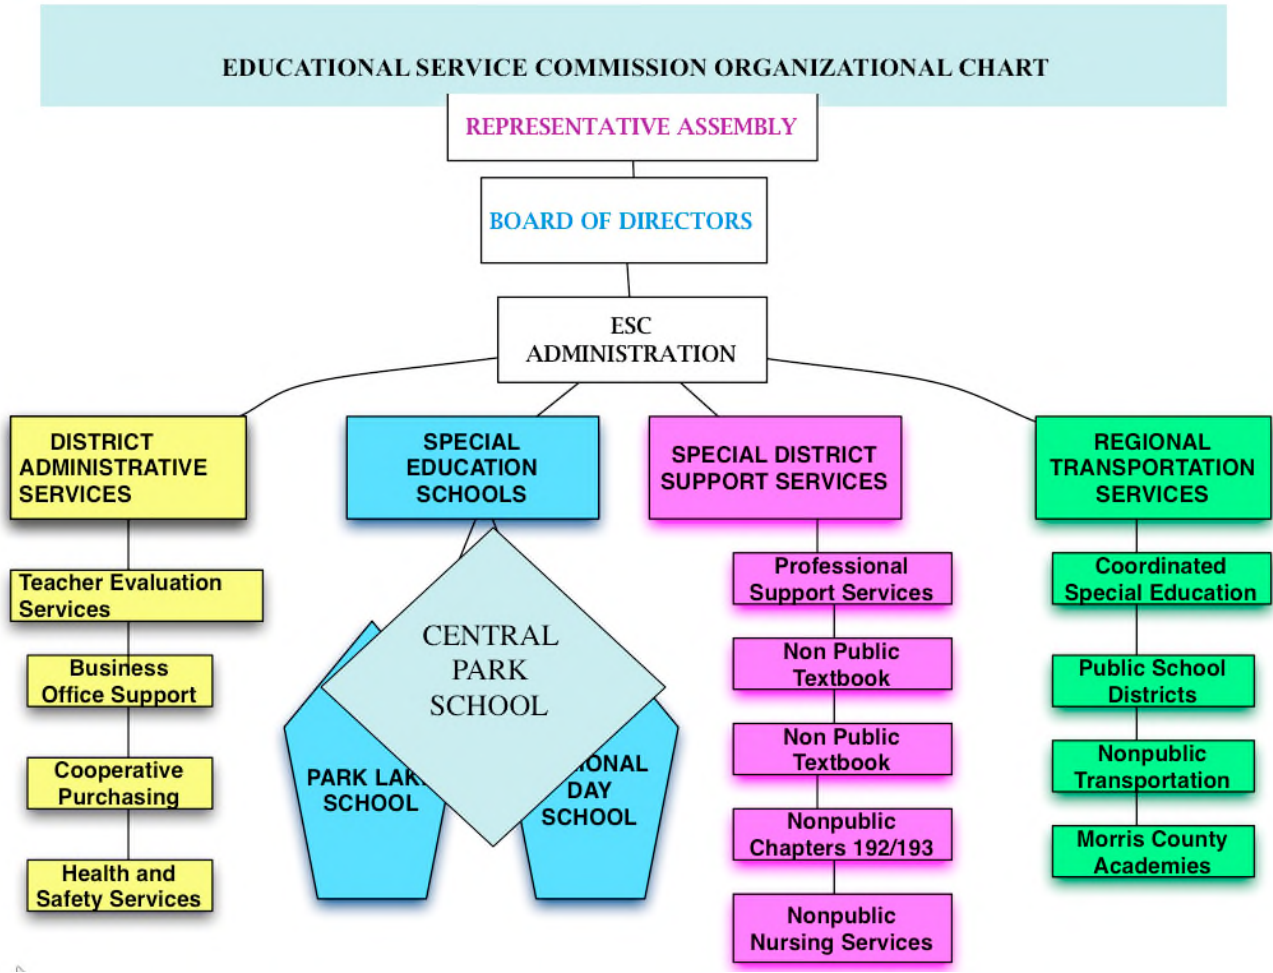 EDUCATIONAL SERVICE COMMISSION ORGANIZATIONAL CHART
REPRESENTATIVE ASSEMBLY
BOARD OF DIRECTORS
ESC
ADMINISTRATION
DISTRICT
ADMINISTRATIVE
SERVICES
Teacher Evaluation
Services
Business
Office Support
Cooperative
Purchasing
Health and
Safety Services
SPECIAL
EDUCATION
SCHOOLS
CENTRAL
PARK
SCHOOL
PARK
SCHOOL
DAY
SCHOOL
SPECIAL DISTRICT
SUPPORT SERVICES
Professional
Support Services
Non Public
Textbook
Non Public
Textbook
Nonpublic
Chapters 192/193
Nonpublic
Nursing Services
REGIONAL
TRANSPORTATION
SERVICES
Coordinated
Special Education
Public School
Districts
Nonpublic
Transportation
Morris County
Academies